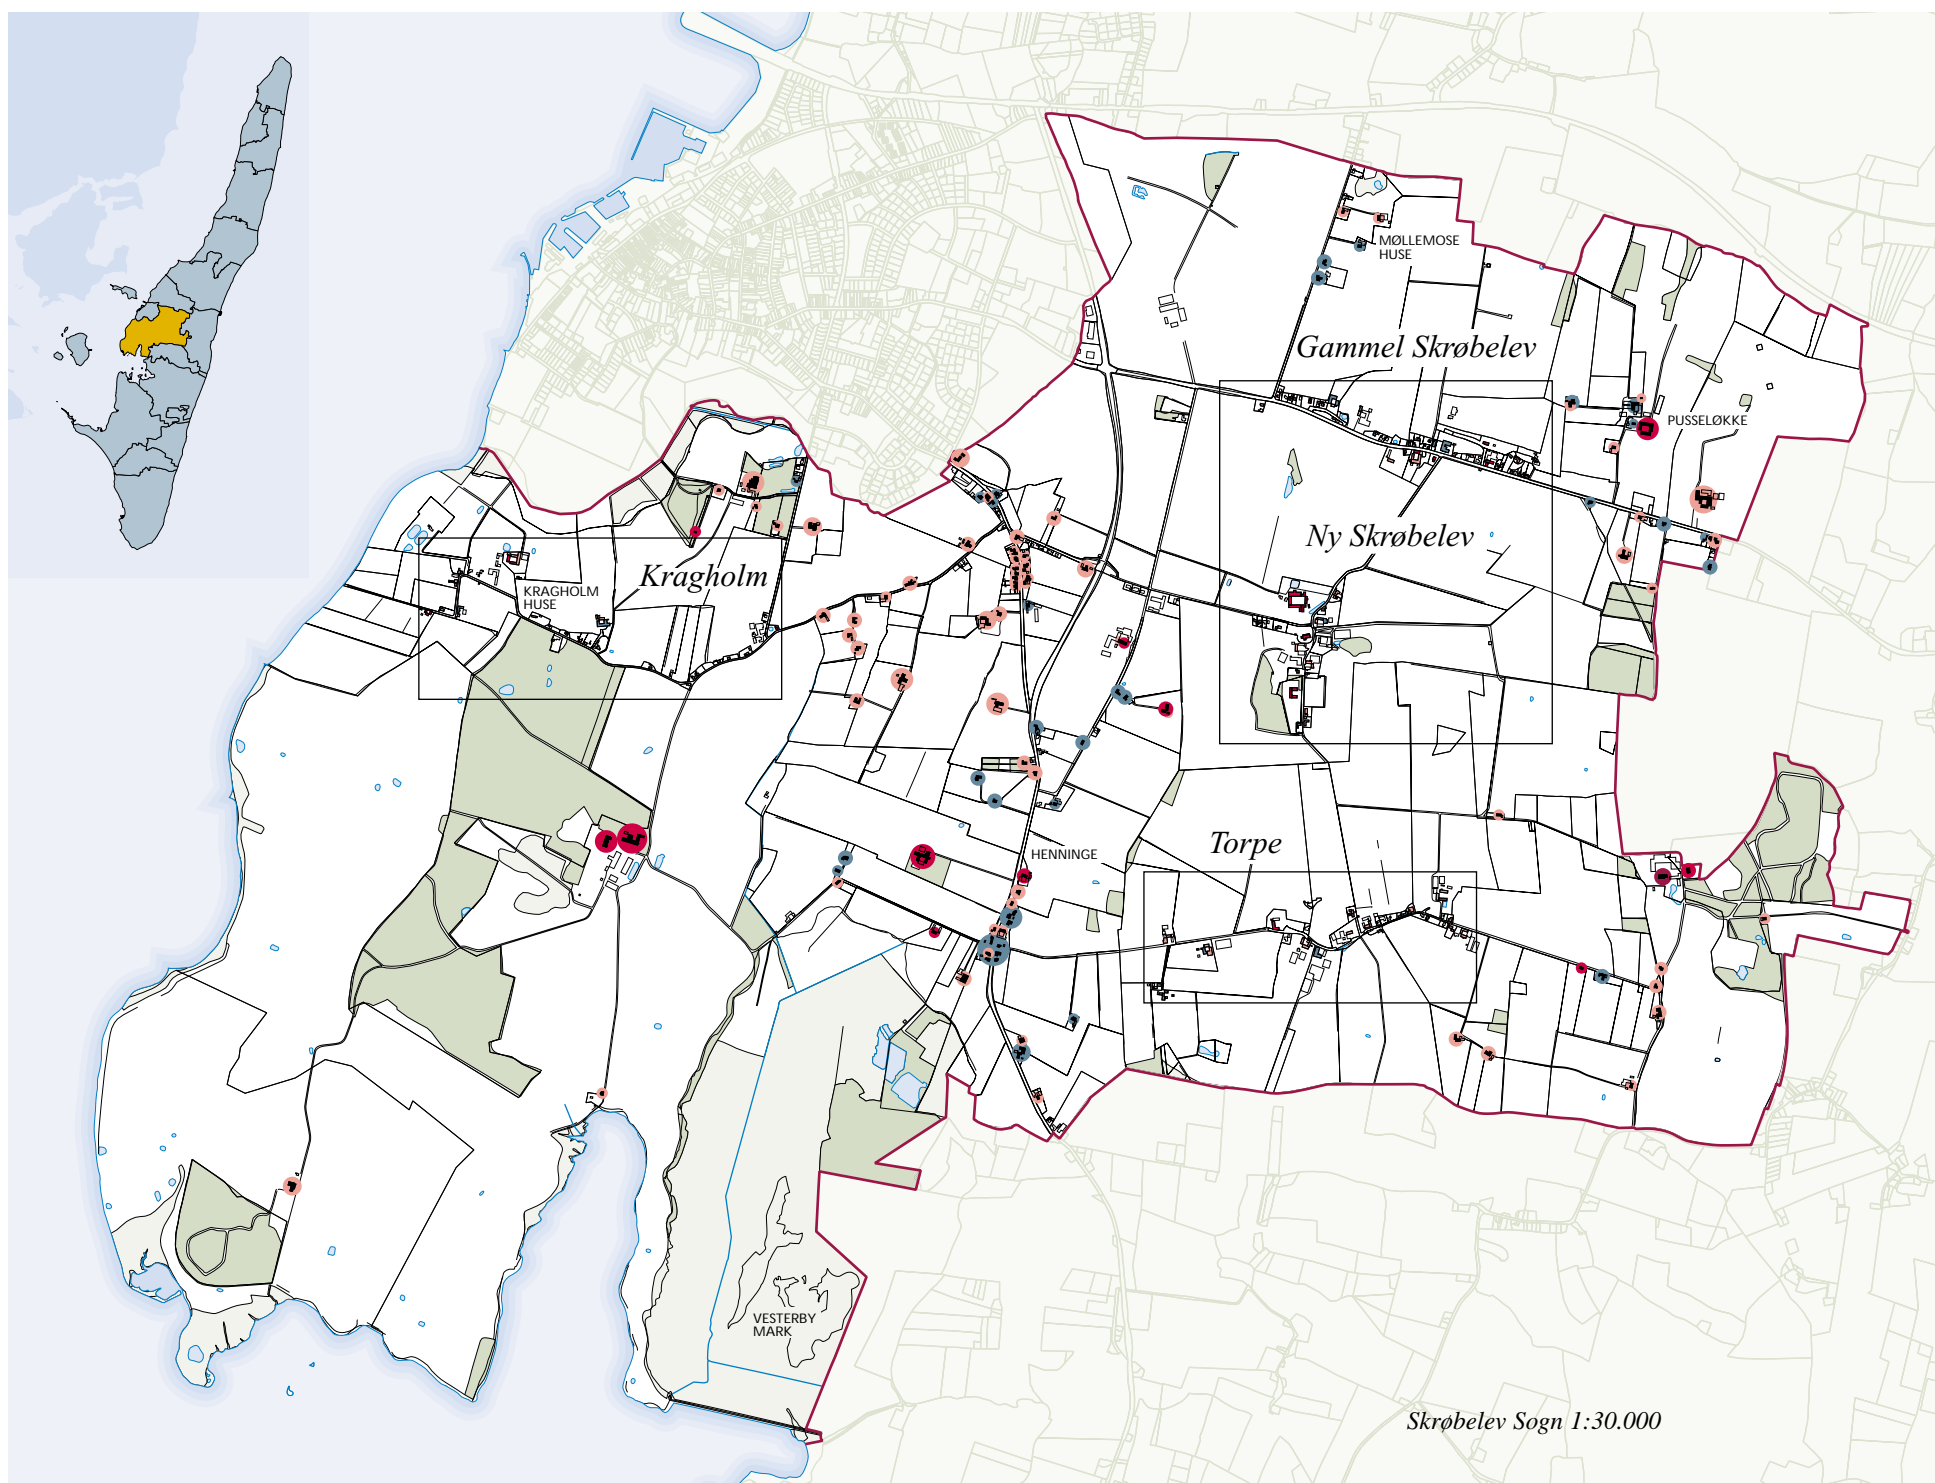 MØLLEMOSE
HUSE
Gammel Skrøbelev
PUSSELØKKE
Ny Skrøbelev
Kragholm
KRAGHOLM
HUSE
Torpe
HENNINGE
VESTERBY
MARK
Skrøbelev Sogn 1:30.000